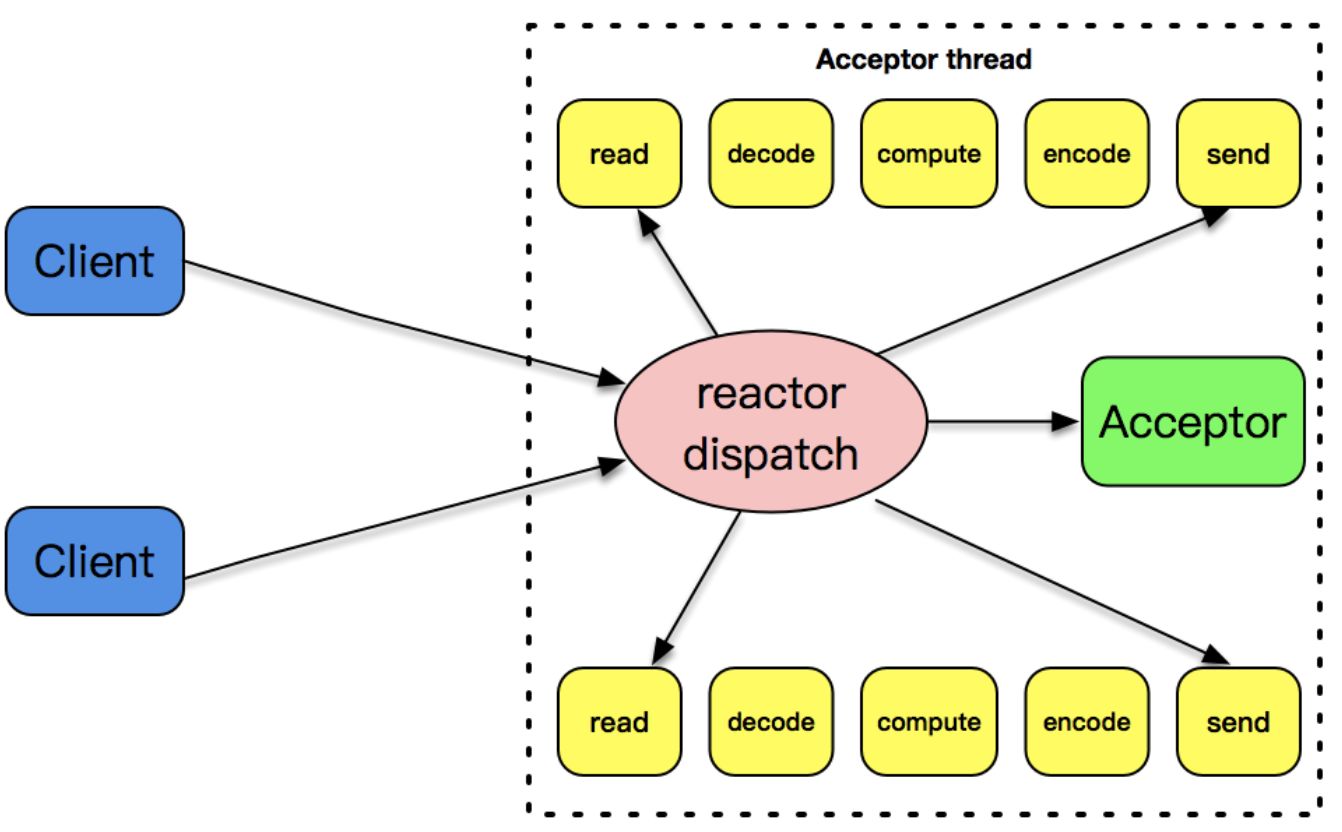 Acceptor thread
read
decode
compute
encode
send
Client
reactor
dispatch
Acceptor
Client
read
decode
compute
encode
send